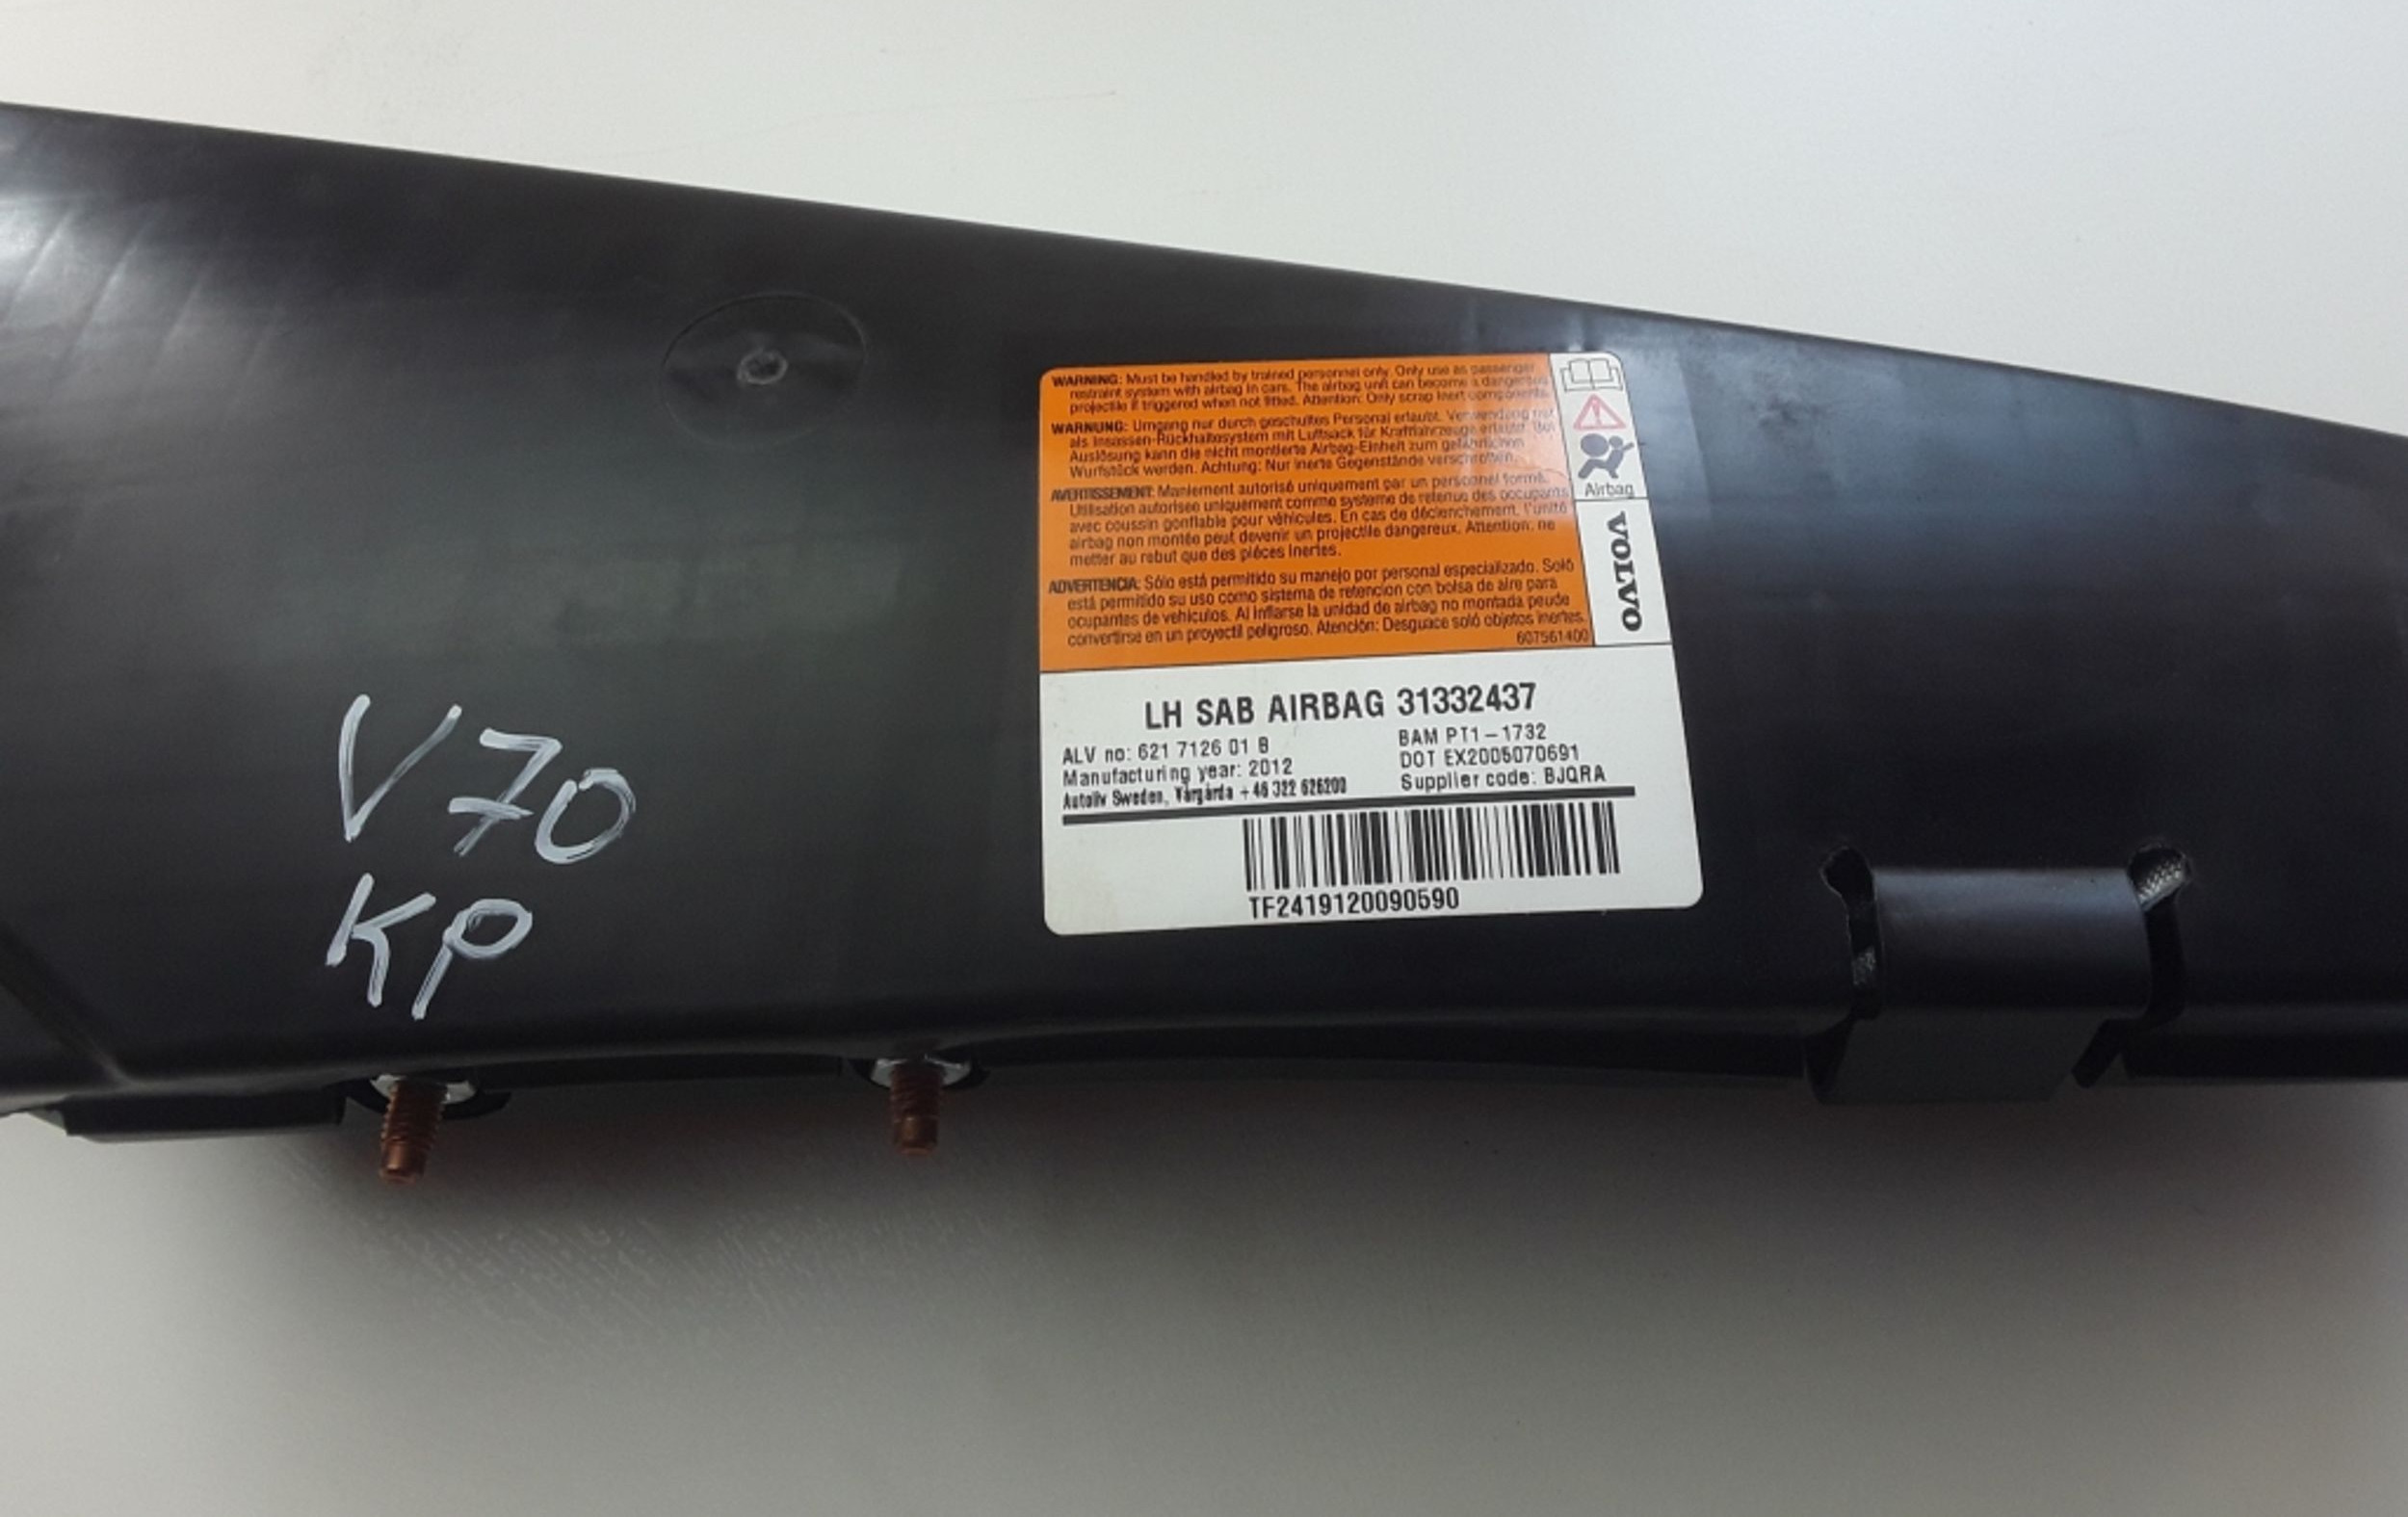 WARNING: Must be handled by trained personnel only. Only use as passenger
restraint system with airbag in cars. The airbag unit can become a dangerous
projectile if triggered when not fitted. Attention: Only scrap inert components.
WARNUNG: Umgang nur durch geschultes Personal erlaubt. Verwendung nur
als Insassen-Rückhaltesystem mit Luftsack für Kraftfahrzeuge erlaubt. Bei
Auslösung kann die nicht montierte Airbag-Einheit zum gefährlichen
Wurfstück werden. Achtung: Nur inerte Gegenstände verschrotten.
AVERTISSEMENT: Maniement autorisé uniquement par un personnel formé.
Utilisation autorisee uniquement comme systeme de retenue des occupants
avec coussin gonflable pour véhicules. En cas de déclenchement, l'unité
airbag non montée peut devenir un projectile dangereux. Attention: ne
metter au rebut que des piéces inertes.
ADVERTENCIA: Sólo está permitido su manejo por personal especializado. Soló
está permitido su uso como sistema de retencion con bolsa de aire para
ocupantes de vehiculos. Al inflarse la unidad de airbag no montada peude
convertirse en un proyectil peligroso. Atención: Desguace soló objetos inertes.
607561400
Airbag
VOLVO
LH SAB AIRBAG 31332437
ALV no: 621 7126 01 B
Manufacturing year: 2012
Autoliv Sweden, Vårgårda +46 322 626200
BAM PT1-1732
DOT EX2005070691
Supplier code: BJQRA
TF2419120090590
V70
KP